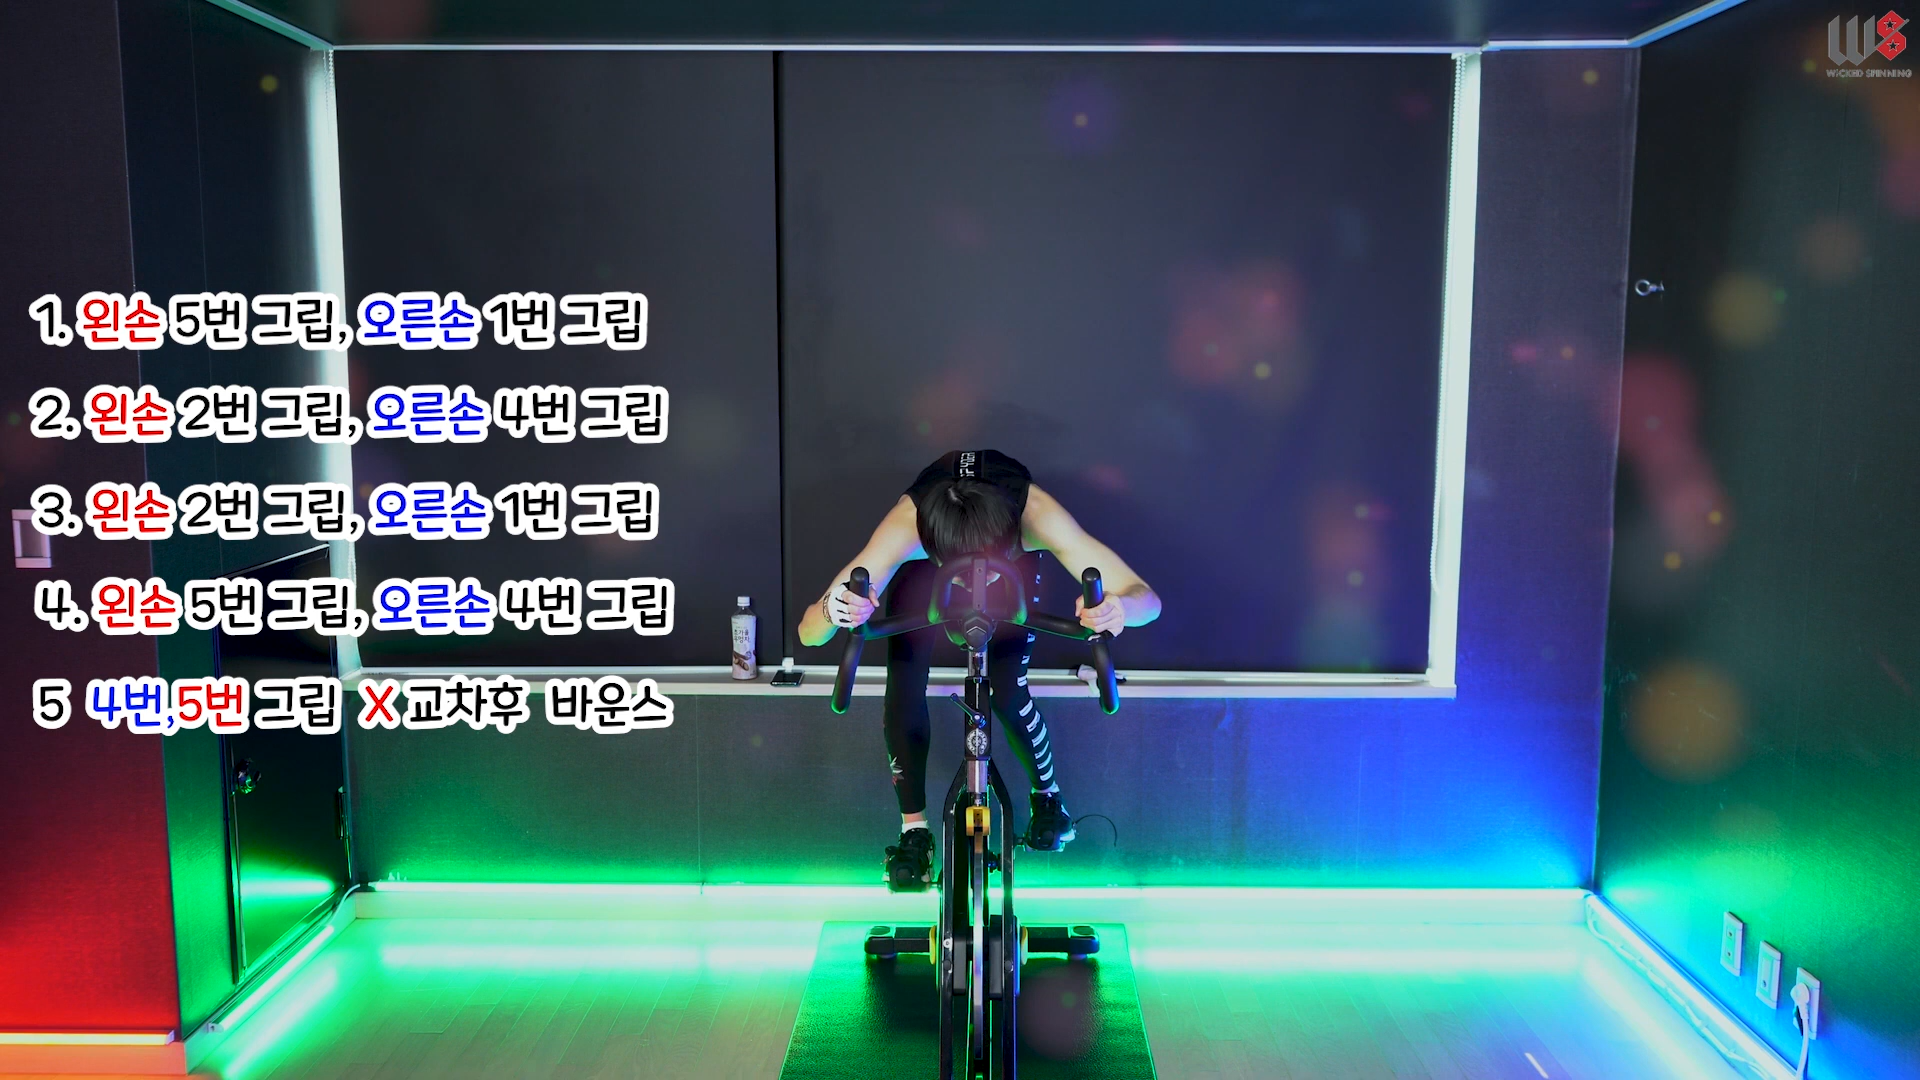 WICKED SPINNING
1. 왼손 5번 그립, 오른손 1번 그립
2. 왼손 2번 그립, 오른손 4번 그립
3. 왼손 2번 그립, 오른손 1번 그립
4. 왼손 5번 그립, 오른손 4번 그립
5 4번,5번 그립 X 교차후 바운스